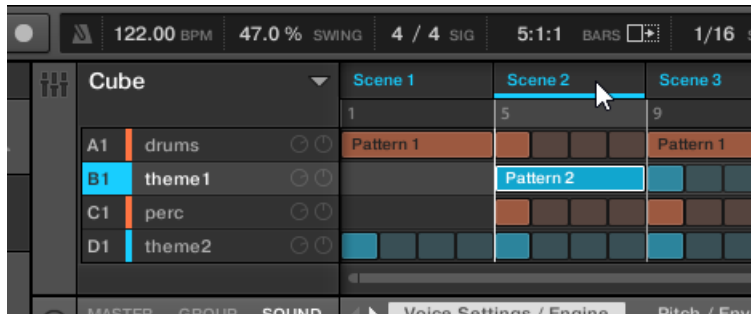 122.00 BPM 47.0 % SWING 4 / 4 SIG 5:1:1 BARS 1/16
Cube Scene 1 Scene 2 Scene 3
1 5 9
A1 drums Pattern 1 Pattern 1
B1 theme1 Pattern 2
C1 perc
D1 theme2
MASTER GROUP SOUND Voice Settings / Engine Pitch / Env